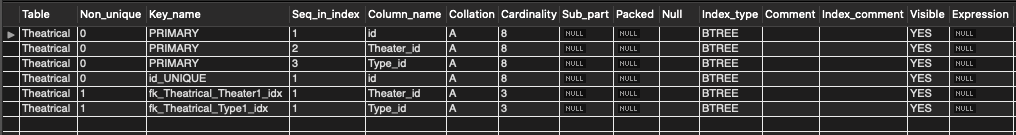 Table Non_unique Key_name Seq_in_index Column_name Collation Cardinality Sub_part Packed Null Index_type Comment Index_comment Visible Expression
Theatrical 0 PRIMARY 1 id A 8 NULL NULL BTREE YES NULL
Theatrical 0 PRIMARY 2 Theater_id A 8 NULL NULL BTREE YES NULL
Theatrical 0 PRIMARY 3 Type_id A 8 NULL NULL BTREE YES NULL
Theatrical 0 id_UNIQUE 1 id A 8 NULL NULL BTREE YES NULL
Theatrical 1 fk_Theatrical_Theater1_idx 1 Theater_id A 3 NULL NULL BTREE YES NULL
Theatrical 1 fk_Theatrical_Type1_idx 1 Type_id A 3 NULL NULL BTREE YES NULL